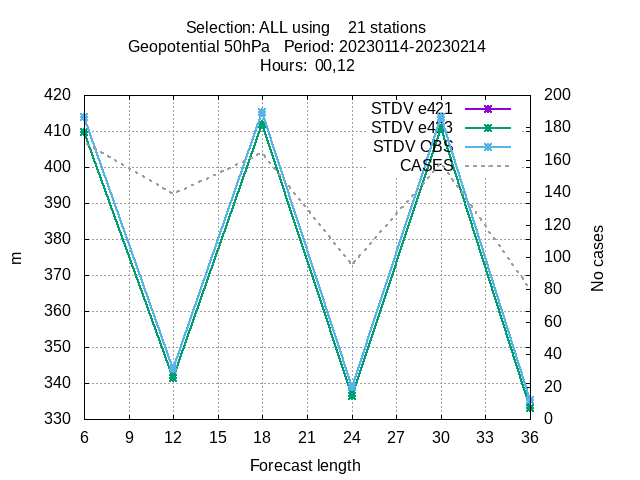 Selection: ALL using 21 stations
Geopotential 50hPa Period: 20230114-20230214
Hours: 00,12
STDV e421
STDV e423
STDV OBS
CASES
420
410
400
390
380
370
360
350
340
330
200
180
160
140
120
100
80
60
40
20
0
m
No cases
6 9 12 15 18 21 24 27 30 33 36
Forecast length